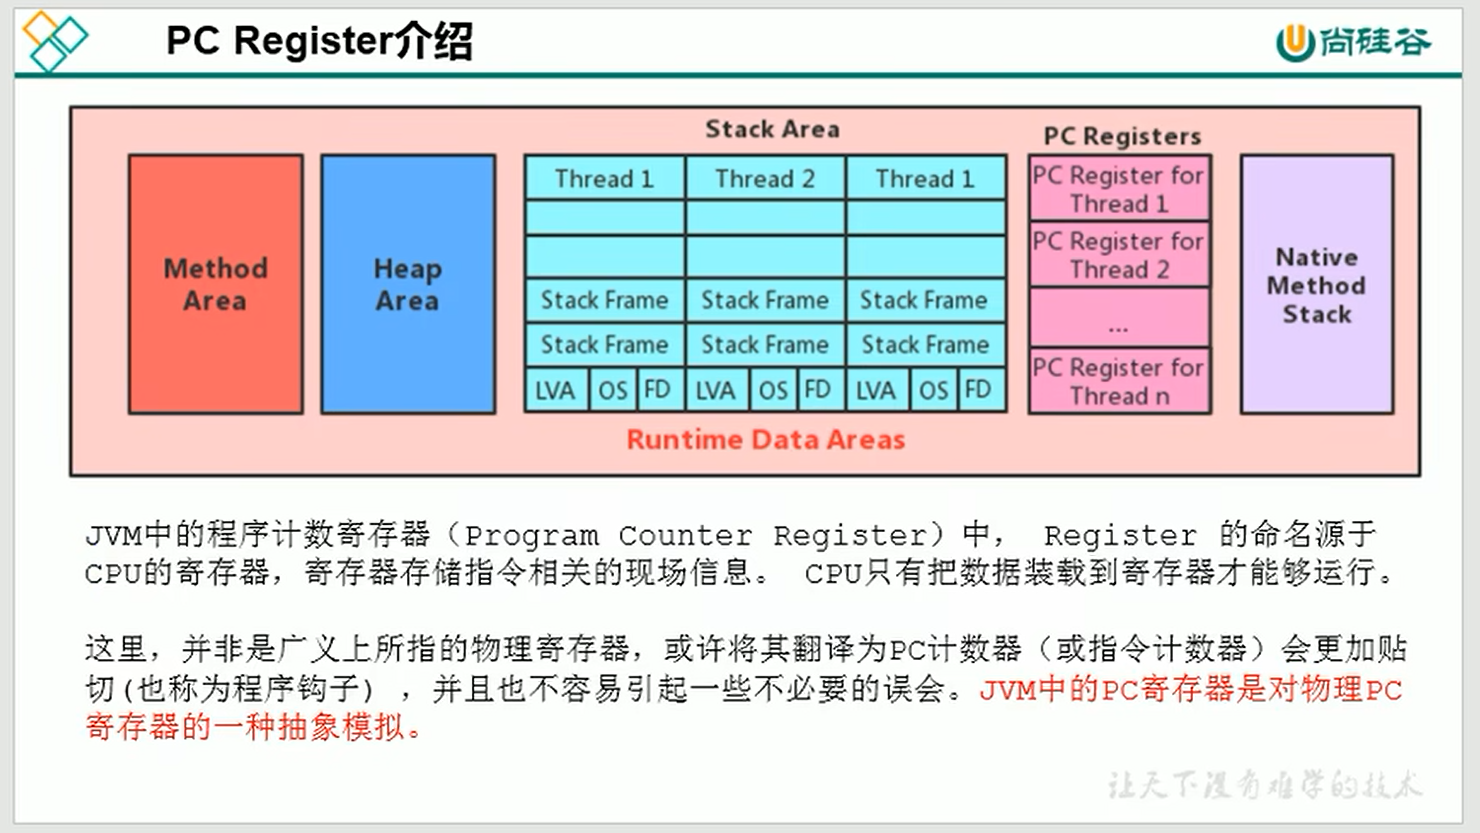 PC Register介绍
尚硅谷
Stack Area
PC Registers
Method
Area
Heap
Area
Thread 1
Thread 2
Thread 1
Stack Frame
Stack Frame
Stack Frame
Stack Frame
Stack Frame
Stack Frame
LVA
OS
FD
LVA
OS
FD
LVA
OS
FD
PC Register for
Thread 1
PC Register for
Thread 2
...
PC Register for
Thread n
Native
Method
Stack
Runtime Data Areas
JVM中的程序计数寄存器（Program Counter Register）中， Register 的命名源于
CPU的寄存器，寄存器存储指令相关的现场信息。 CPU只有把数据装载到寄存器才能够运行。
这里，并非是广义上所指的物理寄存器，或许将其翻译为PC计数器（或指令计数器）会更加贴
切(也称为程序钩子) ，并且也不容易引起一些不必要的误会。JVM中的PC寄存器是对物理PC
寄存器的一种抽象模拟。
让天下没有难学的技术